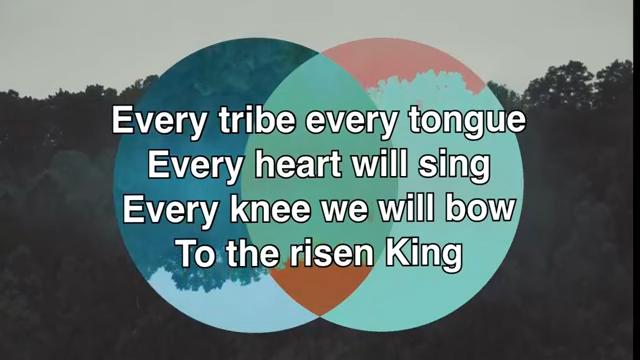 Every tribe every tongue
Every heart will sing
Every knee we will bow
To the risen King